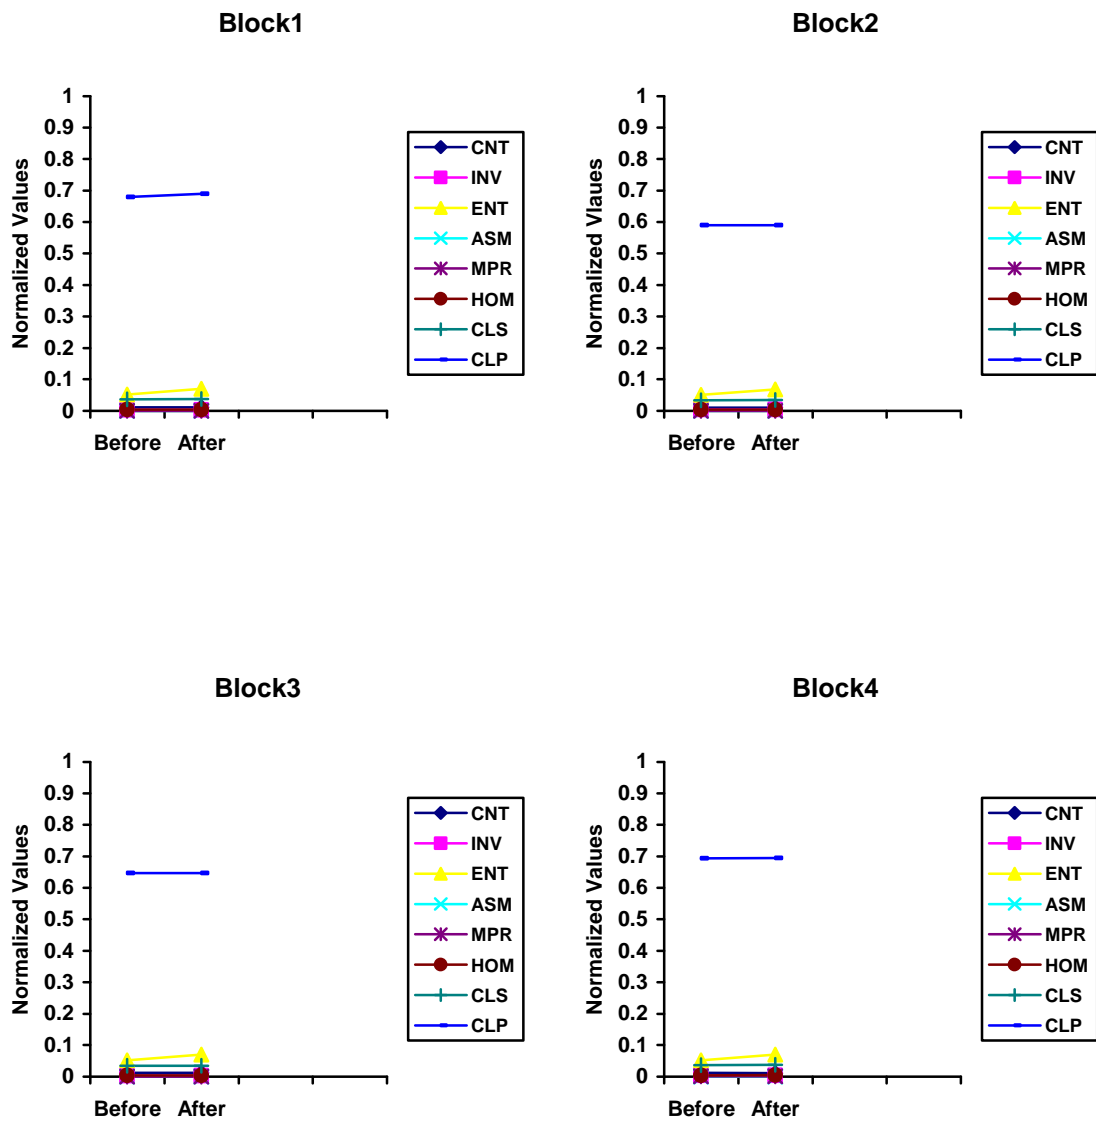 Block1
Normalized Values
1
0.9
0.8
0.7
0.6
0.5
0.4
0.3
0.2
0.1
0
Before After
CNT
INV
ENT
ASM
MPR
HOM
CLS
CLP
Block2
Normalized Vlaues
1
0.9
0.8
0.7
0.6
0.5
0.4
0.3
0.2
0.1
0
Before After
CNT
INV
ENT
ASM
MPR
HOM
CLS
CLP
Block3
Normalized Values
1
0.9
0.8
0.7
0.6
0.5
0.4
0.3
0.2
0.1
0
Before After
CNT
INV
ENT
ASM
MPR
HOM
CLS
CLP
Block4
Normalized Values
1
0.9
0.8
0.7
0.6
0.5
0.4
0.3
0.2
0.1
0
Before After
CNT
INV
ENT
ASM
MPR
HOM
CLS
CLP